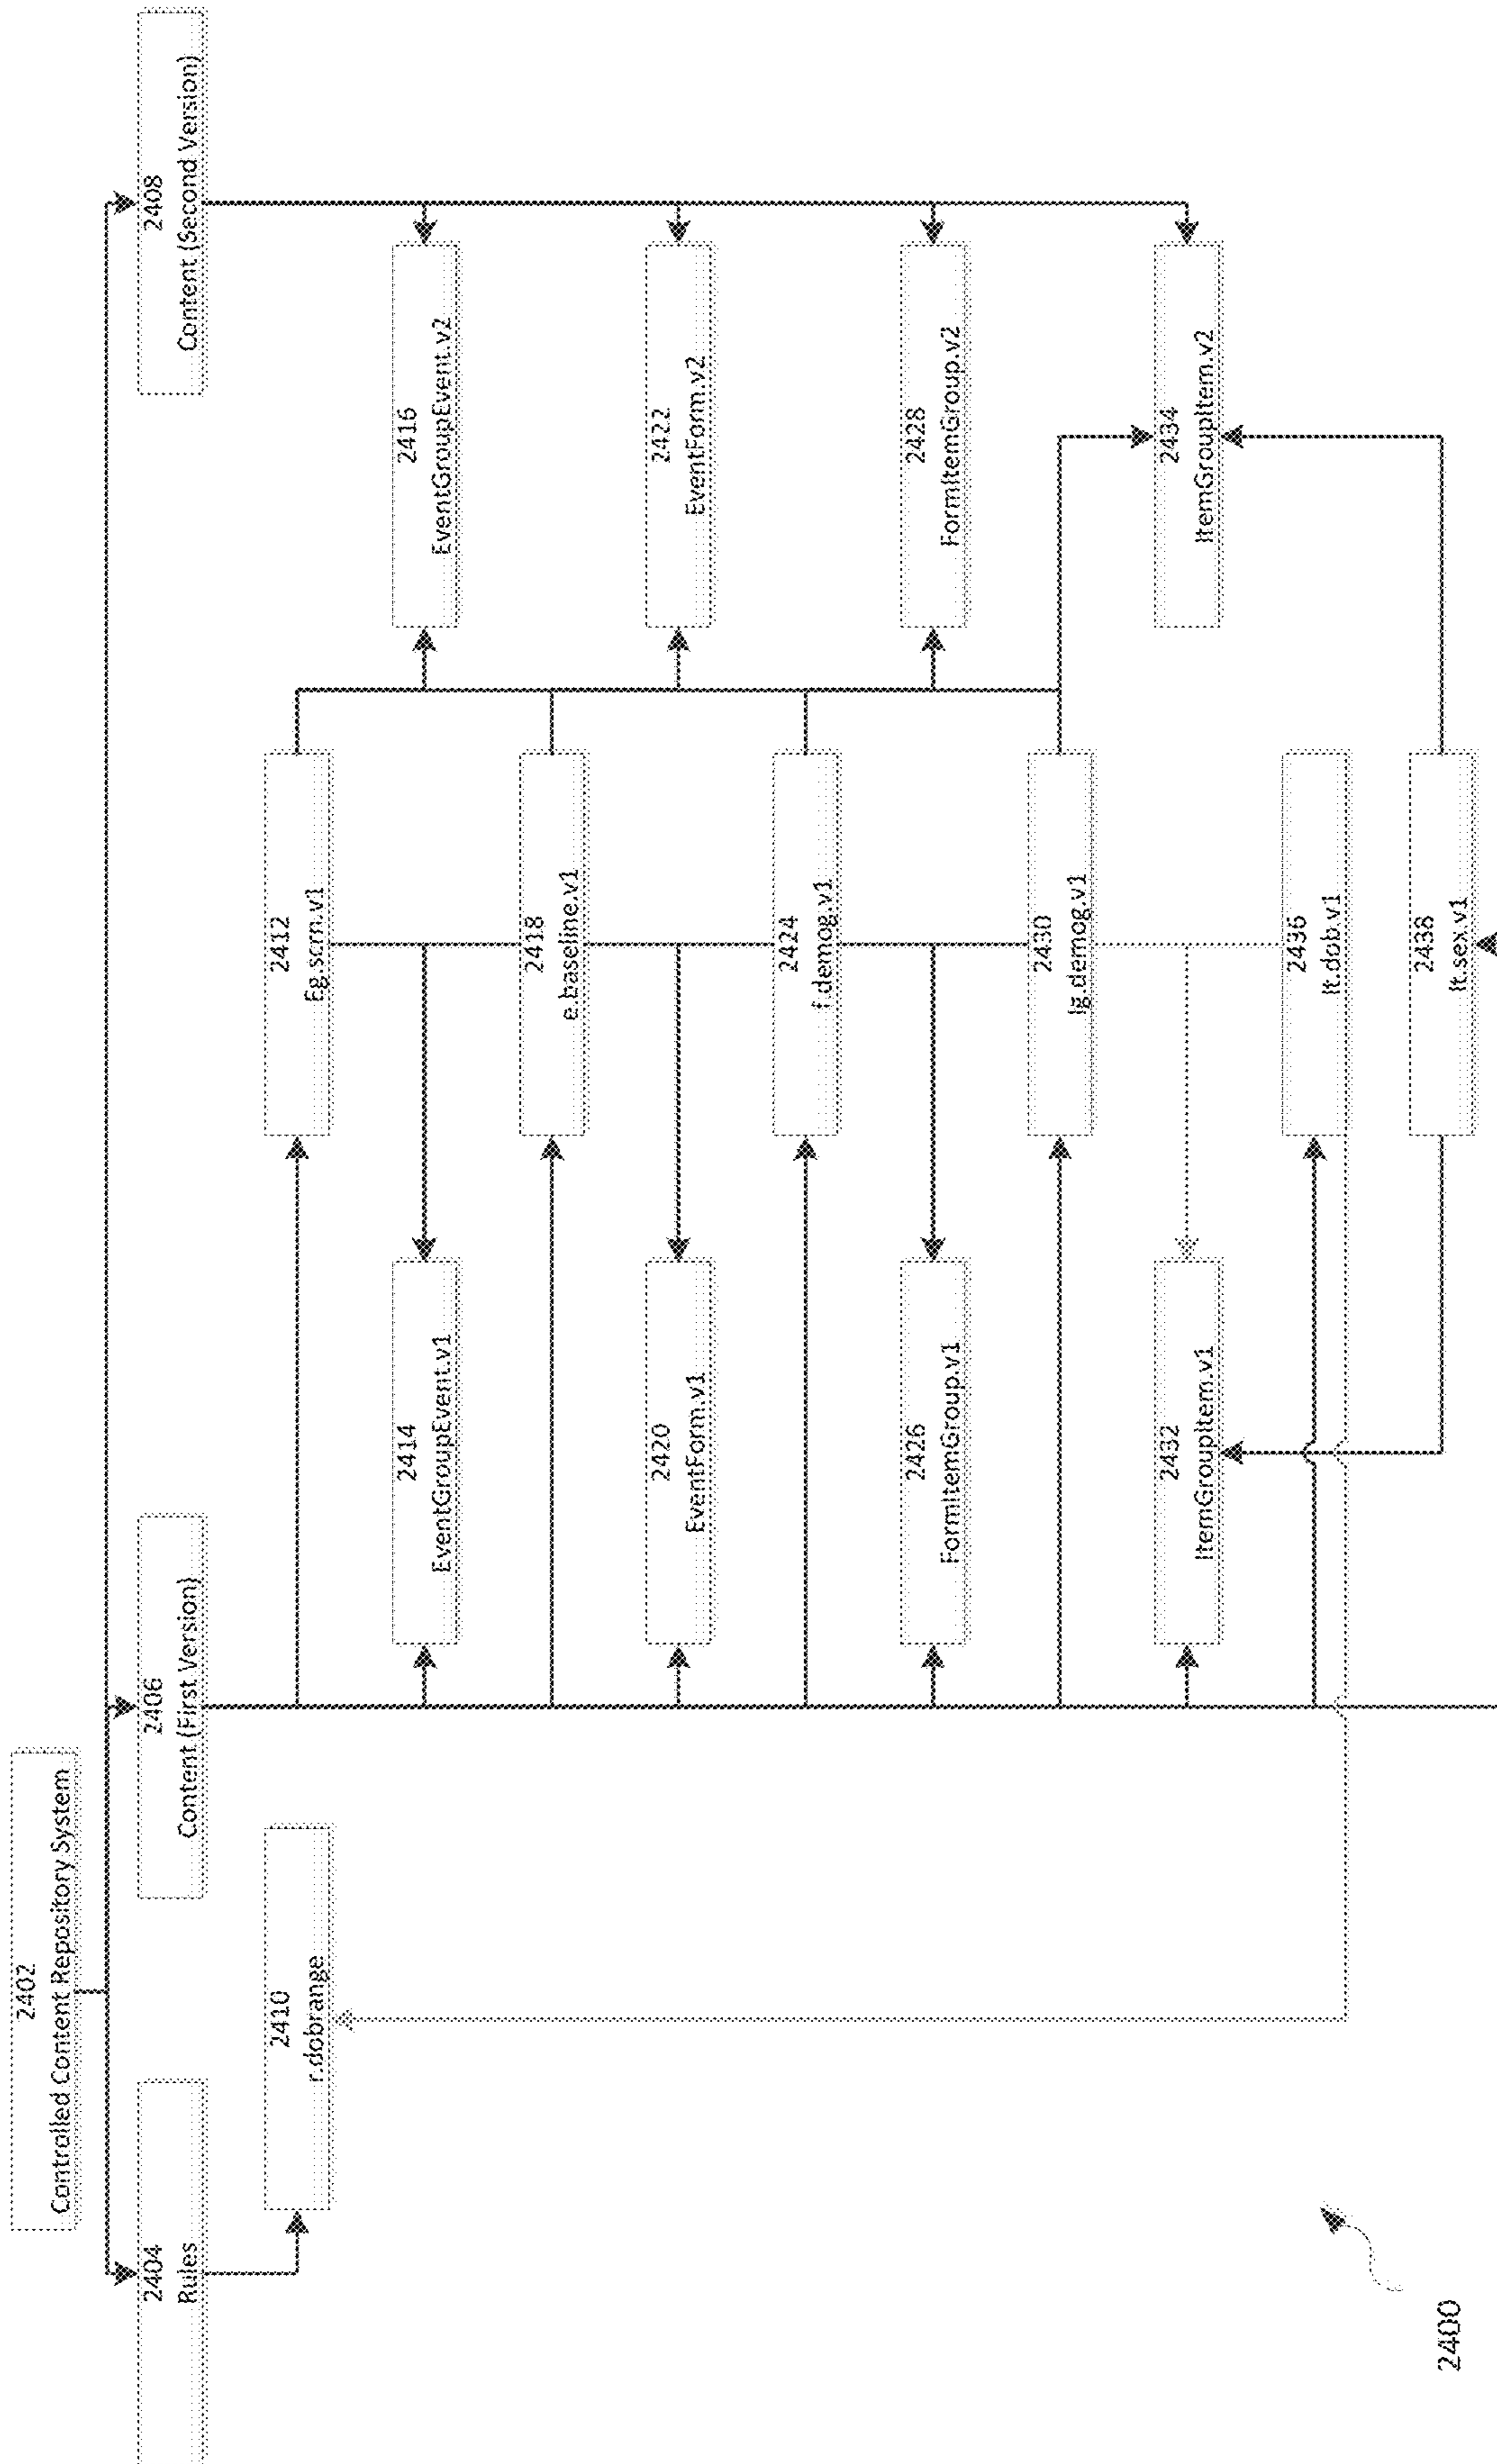 2402
Controlled Content Repository System
2404
Rules
2406
Content (First Version)
2408
Content (Second Version)
2410
r.dobrange
2412
Eg.scrn.v1
2414
EventGroupEvent.v1
2416
EventGroupEvent.v2
2418
e.baseline.v1
2420
EventForm.v1
2422
EventForm.v2
2424
f.demog.v1
2426
FormItemGroup.v1
2428
FormItemGroup.v2
2430
Ig.demog.v1
2432
ItemGroupItem.v1
2434
ItemGroupItem.v2
2436
It.dob.v1
2438
It.sex.v1
2400